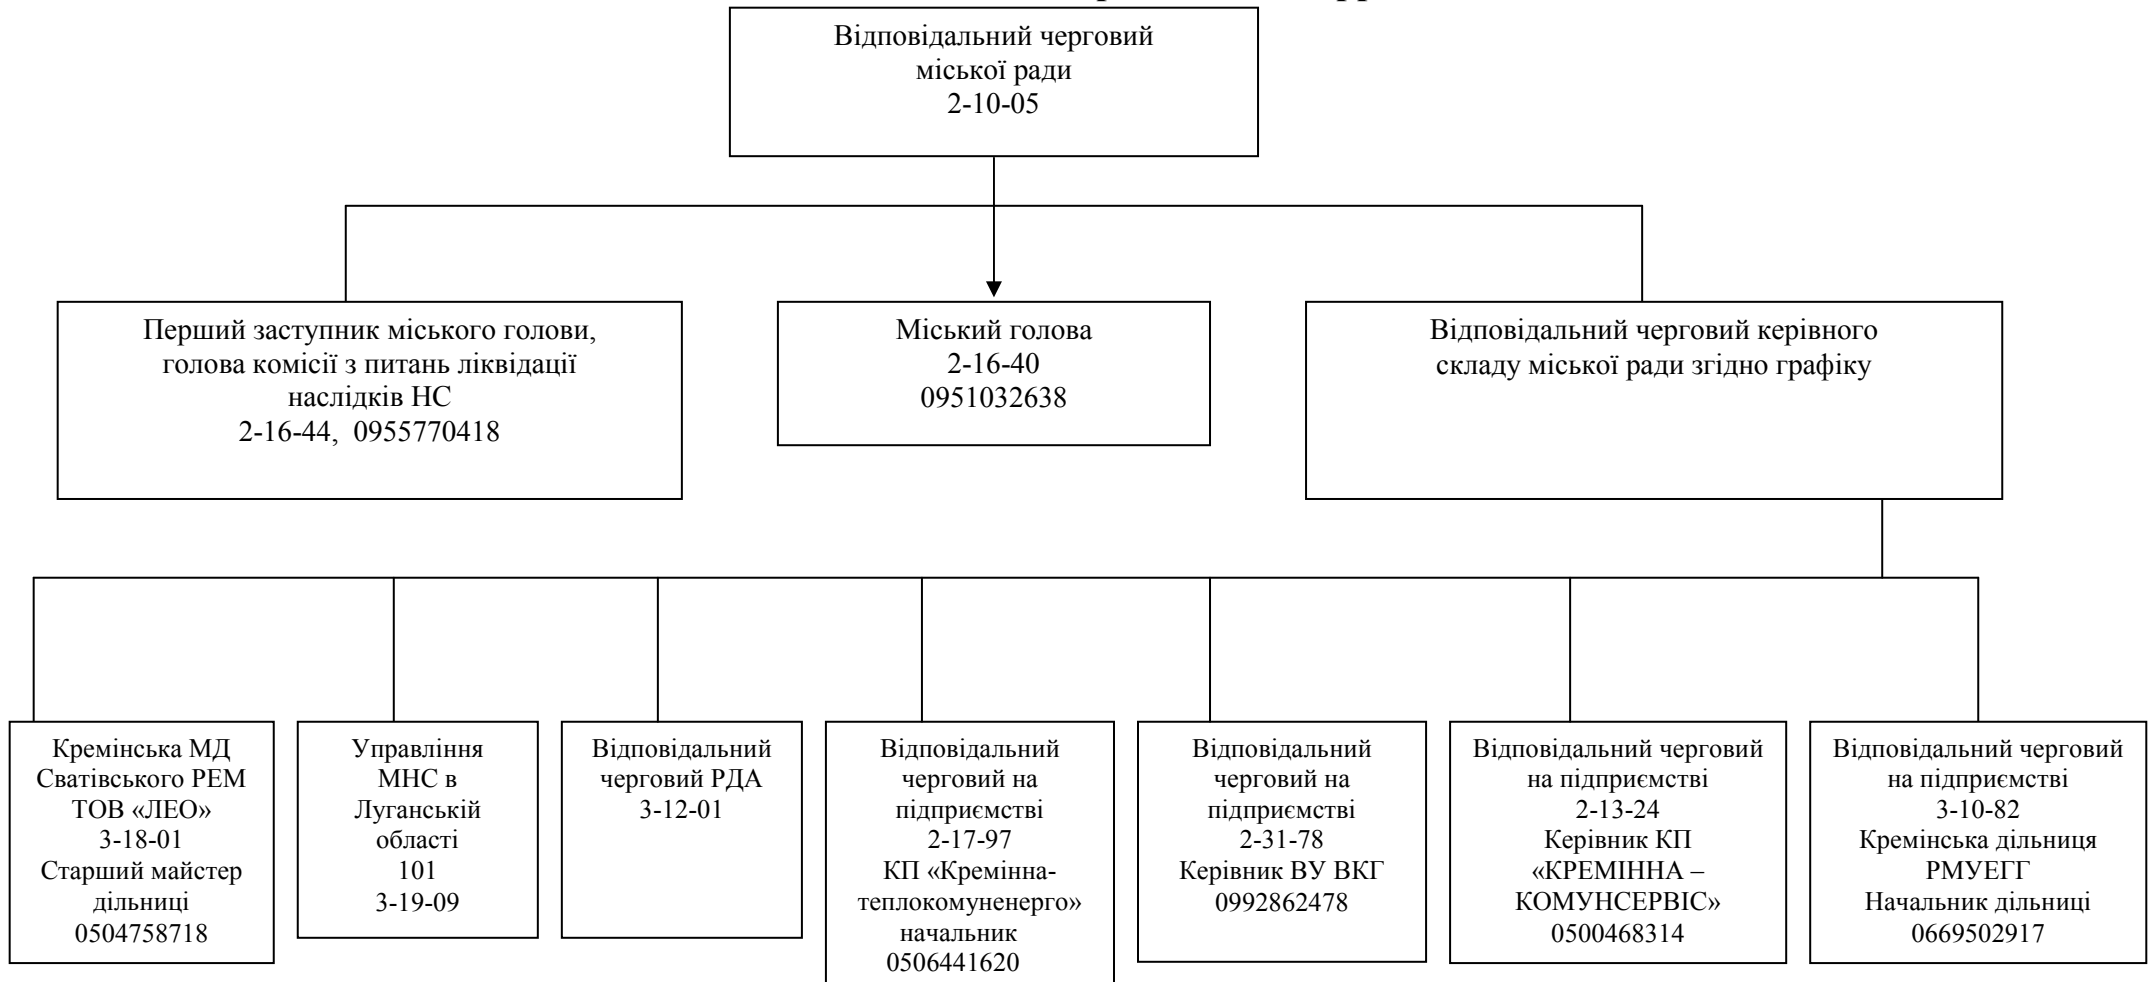 Відповідальний черговий
міської ради
2-10-05
Перший заступник міського голови,
голова комісії з питань ліквідації
наслідків НС
2-16-44, 0955770418
Міський голова
2-16-40
0951032638
Відповідальний черговий керівного
складу міської ради згідно графіку
Кремінська МД
Сватівського РЕМ
ТОВ «ЛЕО»
3-18-01
Старший майстер
дільниці
0504758718
Управління
МНС в
Луганській
області
101
3-19-09
Відповідальний
черговий РДА
3-12-01
Відповідальний
черговий на
підприємстві
2-17-97
КП «Кремінна-
теплокомуненерго»
начальник
0506441620
Відповідальний
черговий на
підприємстві
2-31-78
Керівник ВУ ВКГ
0992862478
Відповідальний черговий
на підприємстві
2-13-24
Керівник КП
«КРЕМІННА –
КОМУНСЕРВІС»
0500468314
Відповідальний черговий
на підприємстві
3-10-82
Кремінська дільниця
РМУЕГГ
Начальник дільниці
0669502917